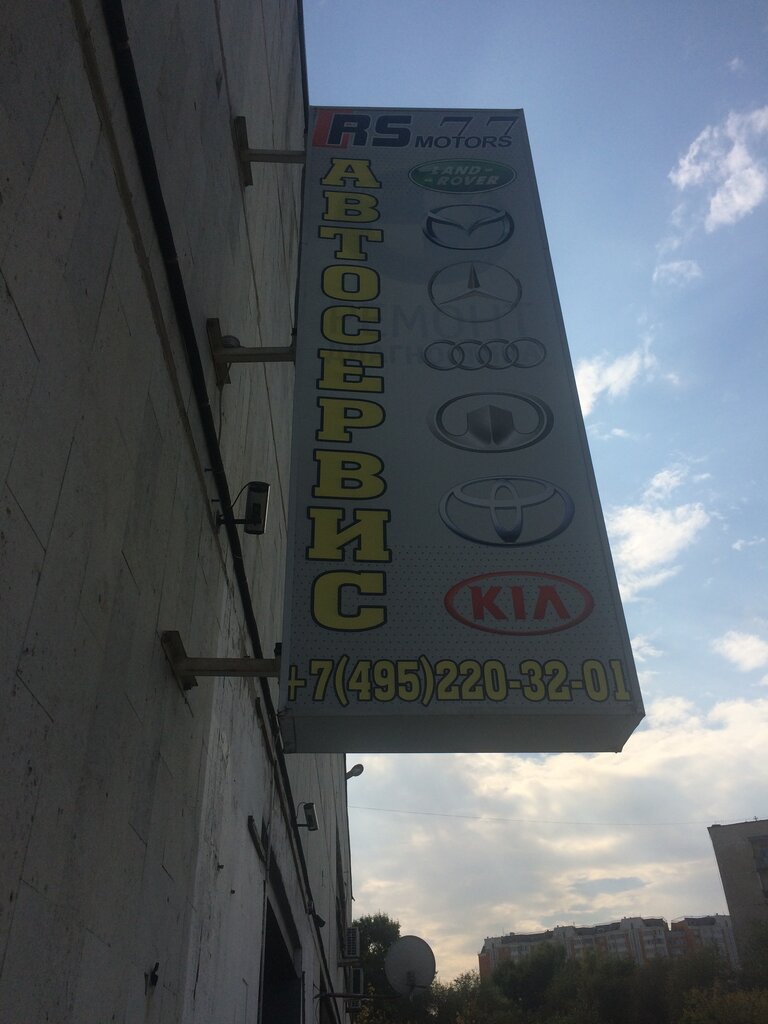 RS 77
MOTORS
АВТОСЕРВИС
LAND-
ROVER
KIA
+7(495)220-32-01